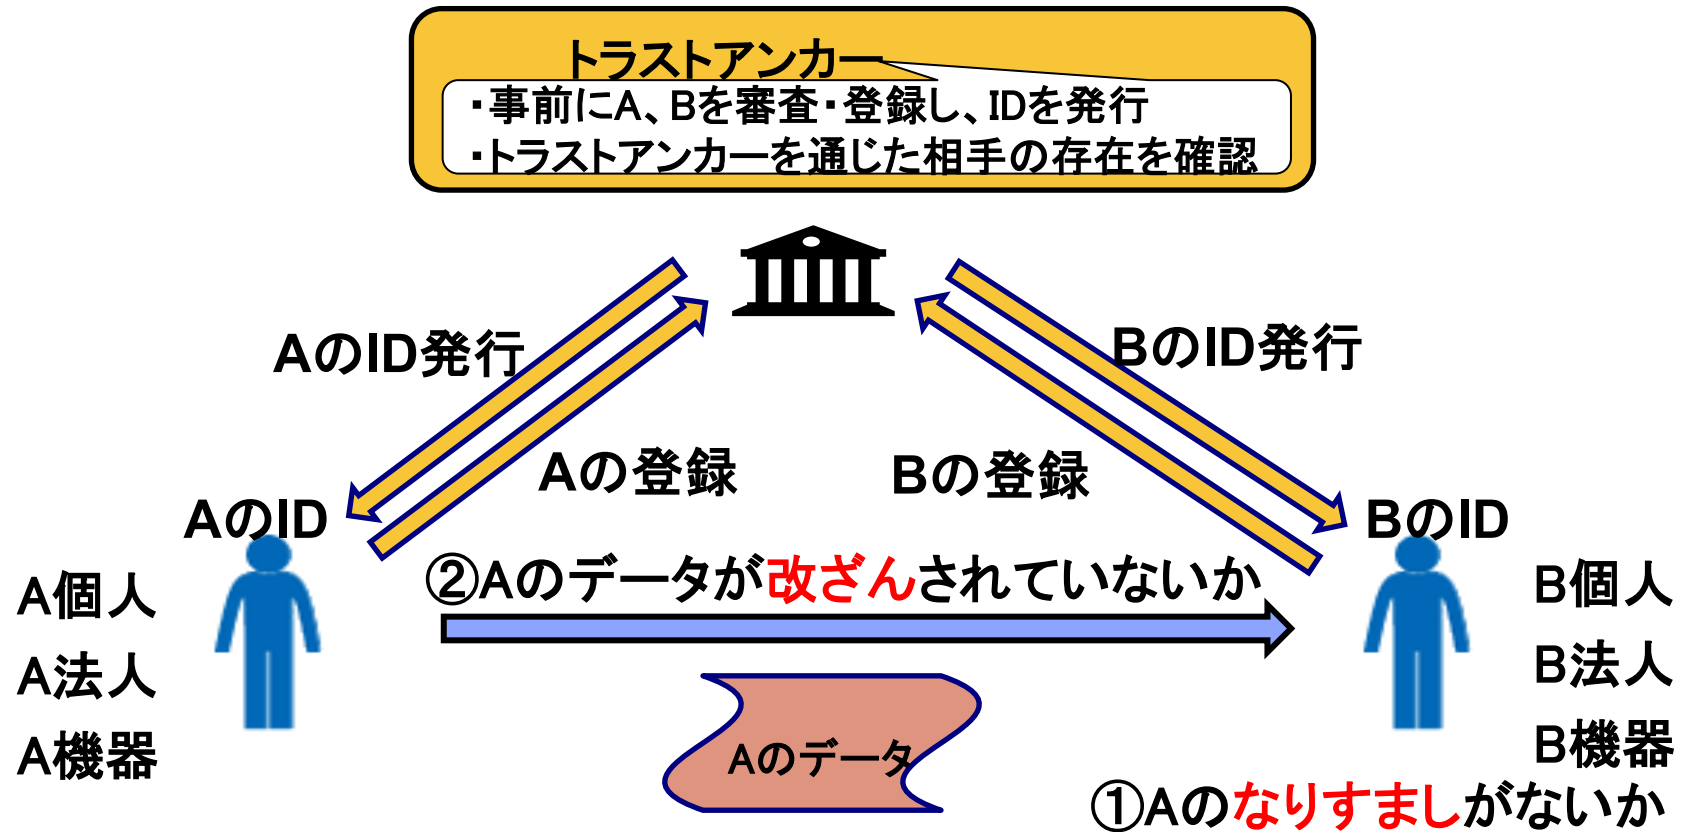 トラストアンカー
・事前にA、Bを審査・登録し、IDを発行
・トラストアンカーを通じた相手の存在を確認
AのID発行
BのID発行
Aの登録
Bの登録
AのID
BのID
②Aのデータが改ざんされていないか
A個人
A法人
A機器
B個人
B法人
B機器
Aのデータ
①Aのなりすましがないか